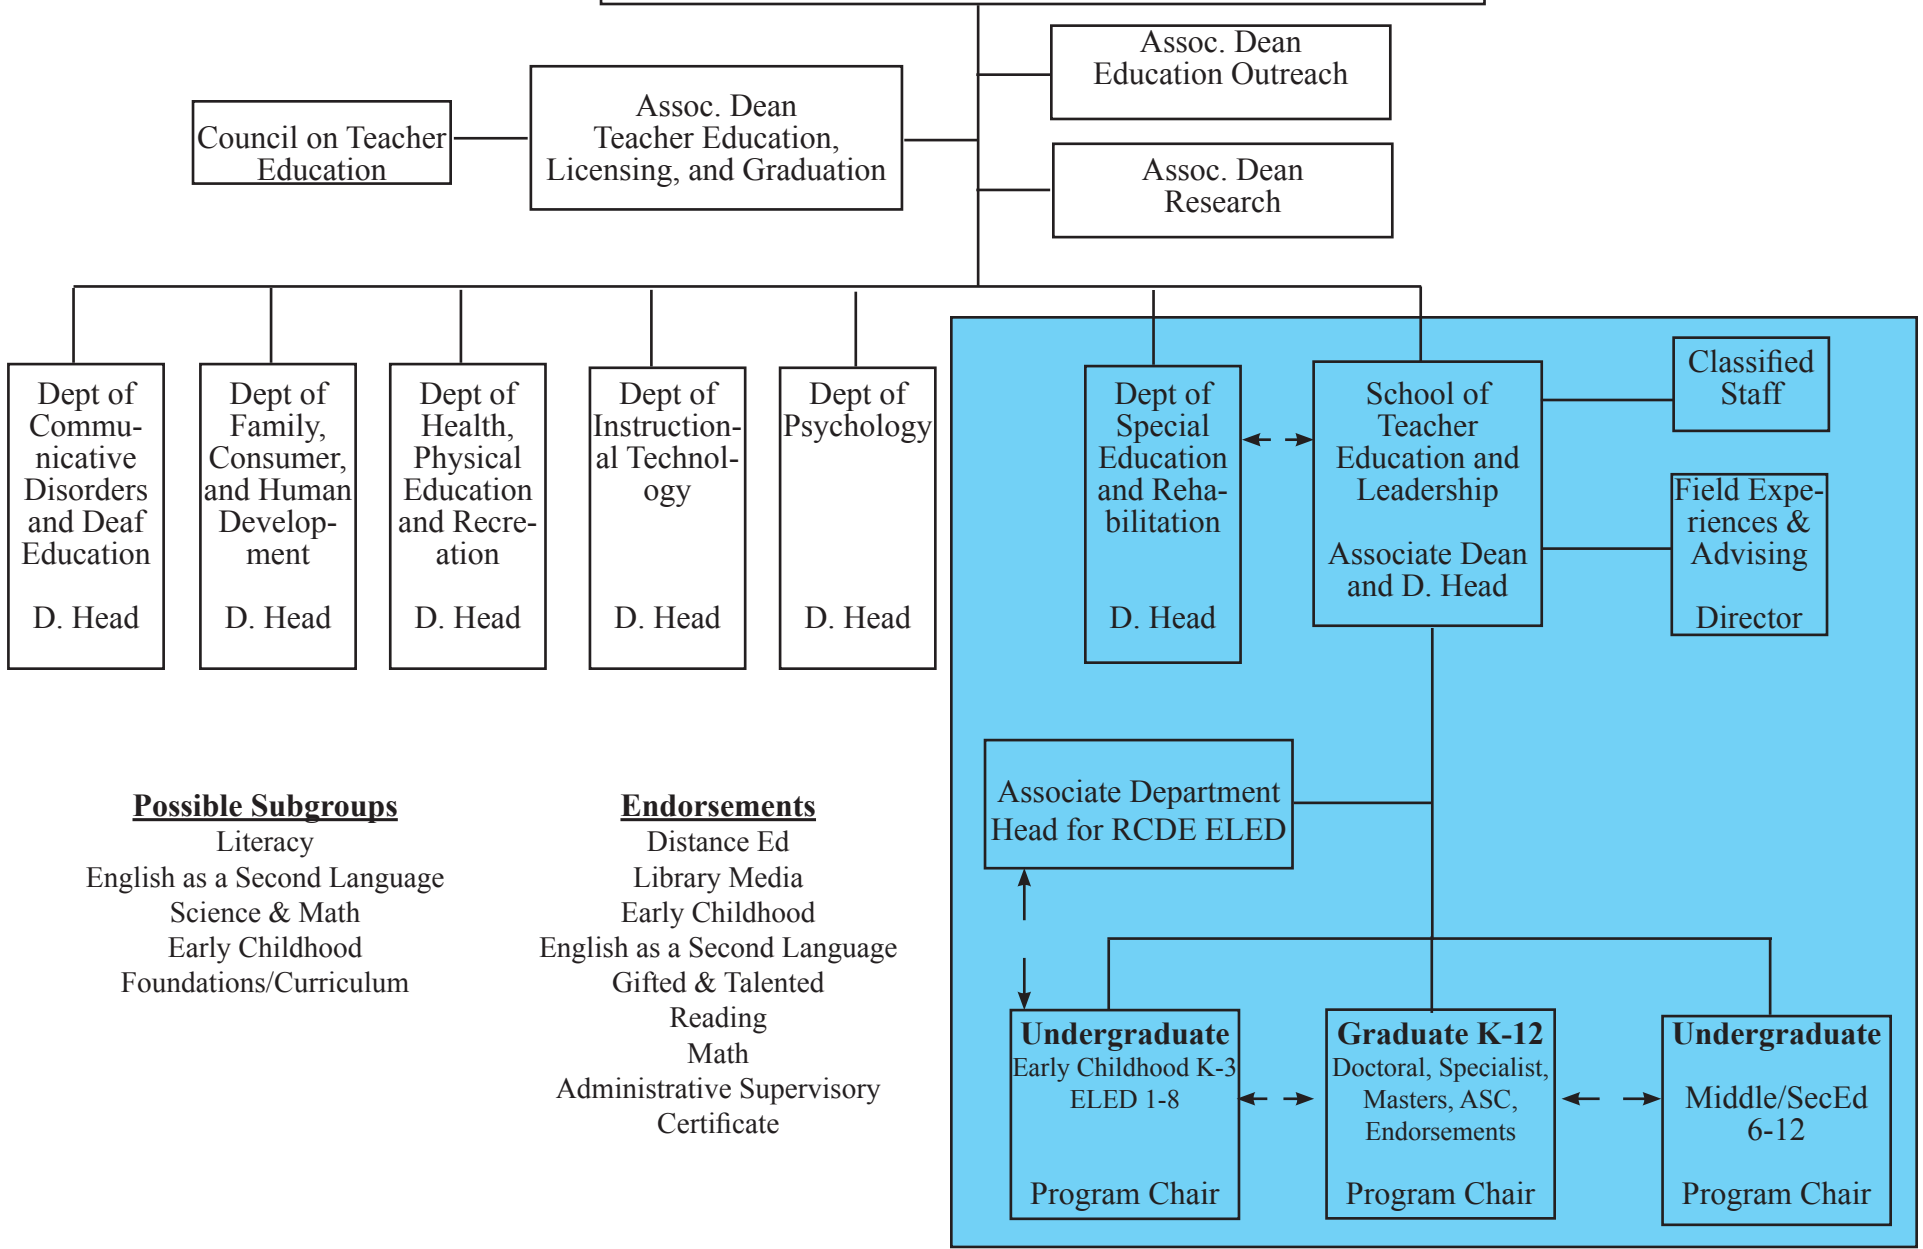 Assoc. Dean
Education Outreach
Assoc. Dean
Teacher Education,
Licensing, and Graduation
Council on Teacher
Education
Assoc. Dean
Research
Dept of
Commu-
nicative
Disorders
and Deaf
Education
D. Head
Dept of
Family,
Consumer,
and Human
Develop-
ment
D. Head
Dept of
Health,
Physical
Education
and Recre-
ation
D. Head
Dept of
Instruction-
al Technol-
ogy
D. Head
Dept of
Psychology
D. Head
Dept of
Special
Education
and Reha-
bilitation
D. Head
School of
Teacher
Education and
Leadership
Associate Dean
and D. Head
Classified
Staff
Field Expe-
riences &
Advising
Director
Possible Subgroups
Literacy
English as a Second Language
Science & Math
Early Childhood
Foundations/Curriculum
Endorsements
Distance Ed
Library Media
Early Childhood
English as a Second Language
Gifted & Talented
Reading
Math
Administrative Supervisory
Certificate
Associate Department
Head for RCDE ELED
Undergraduate
Early Childhood K-3
ELED 1-8
Program Chair
Graduate K-12
Doctoral, Specialist,
Masters, ASC,
Endorsements
Program Chair
Undergraduate
Middle/SecEd
6-12
Program Chair